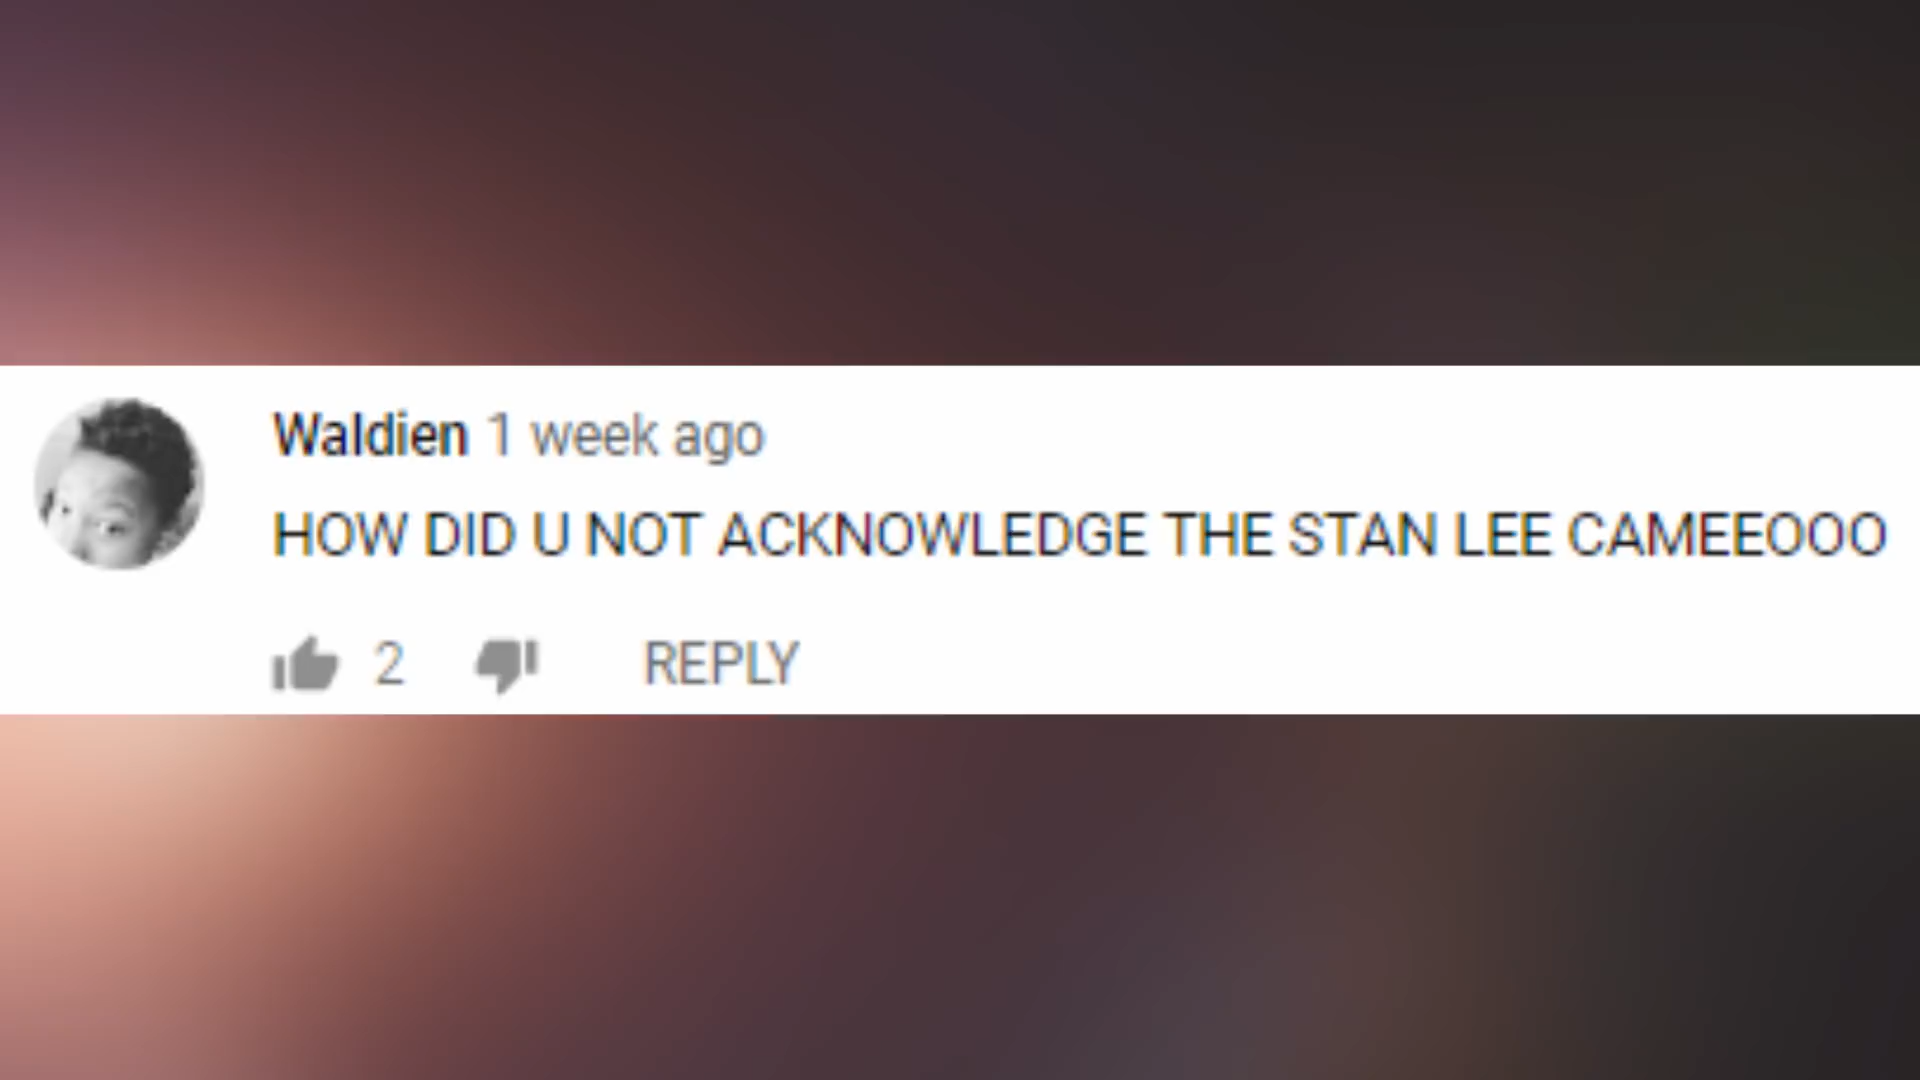 Waldien 1 week ago
HOW DID U NOT ACKNOWLEDGE THE STAN LEE CAMEEOOO
2 REPLY